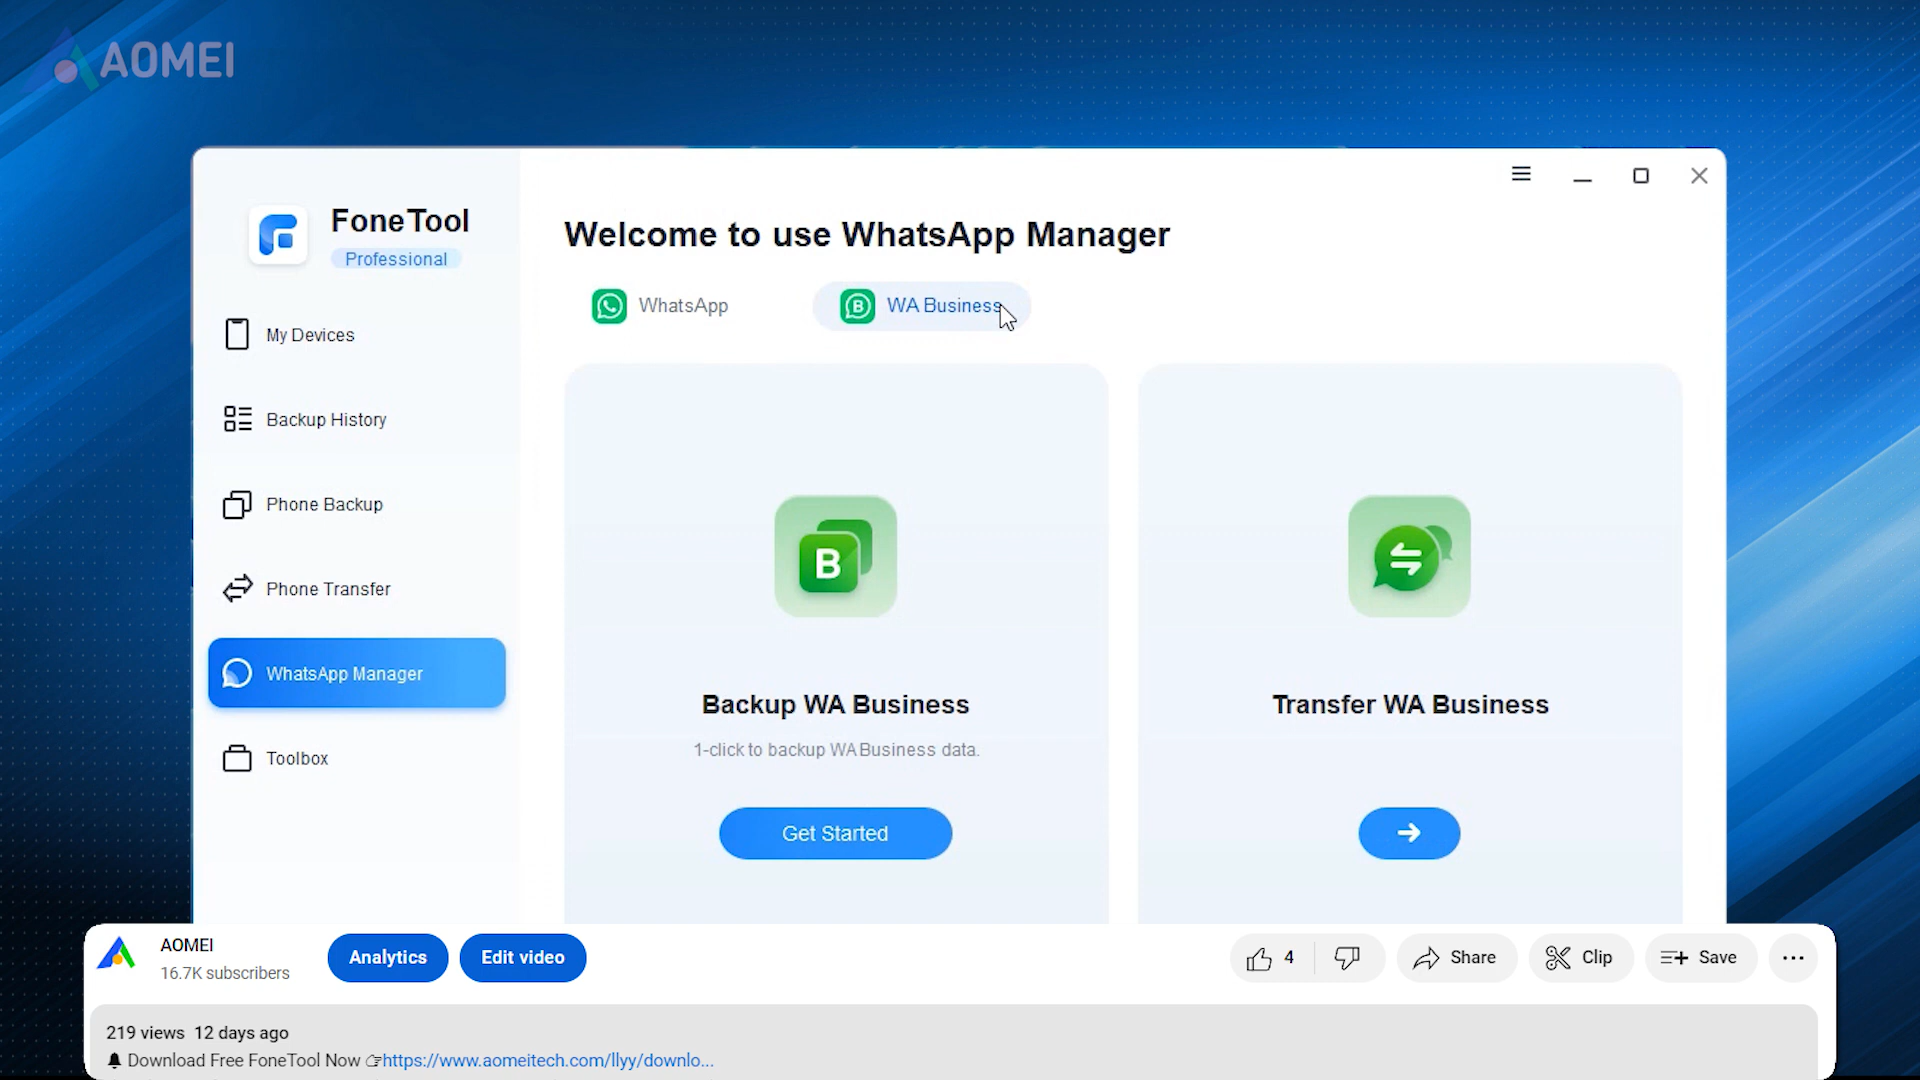 AOMEI
FoneTool
Professional
My Devices
Backup History
Phone Backup
Phone Transfer
WhatsApp Manager
Toolbox
Welcome to use WhatsApp Manager
WhatsApp
WA Business
B
Backup WA Business
1-click to backup WA Business data.
Get Started
Transfer WA Business
AOMEI
16.7K subscribers
Analytics
Edit video
4
Share
Clip
Save
219 views 12 days ago
Download Free FoneTool Now 👉https://www.aomeitech.com/llyy/downlo...